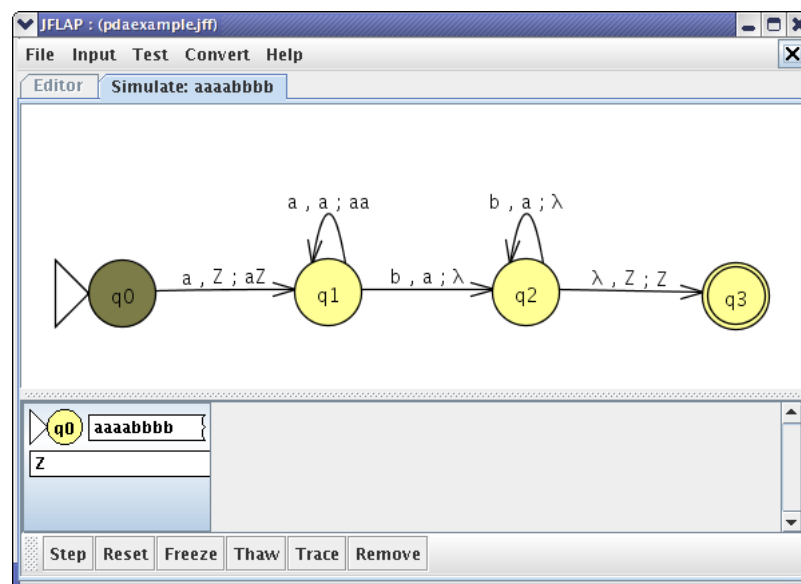 JFLAP : (pdaexample.jff)
File Input Test Convert Help
Editor Simulate: aaaabbbb
a , a ; aa b , a ; λ
q0 a , Z ; aZ q1 b , a ; λ q2 λ , Z ; Z q3
q0 aaaabbbb
Z
Step Reset Freeze Thaw Trace Remove